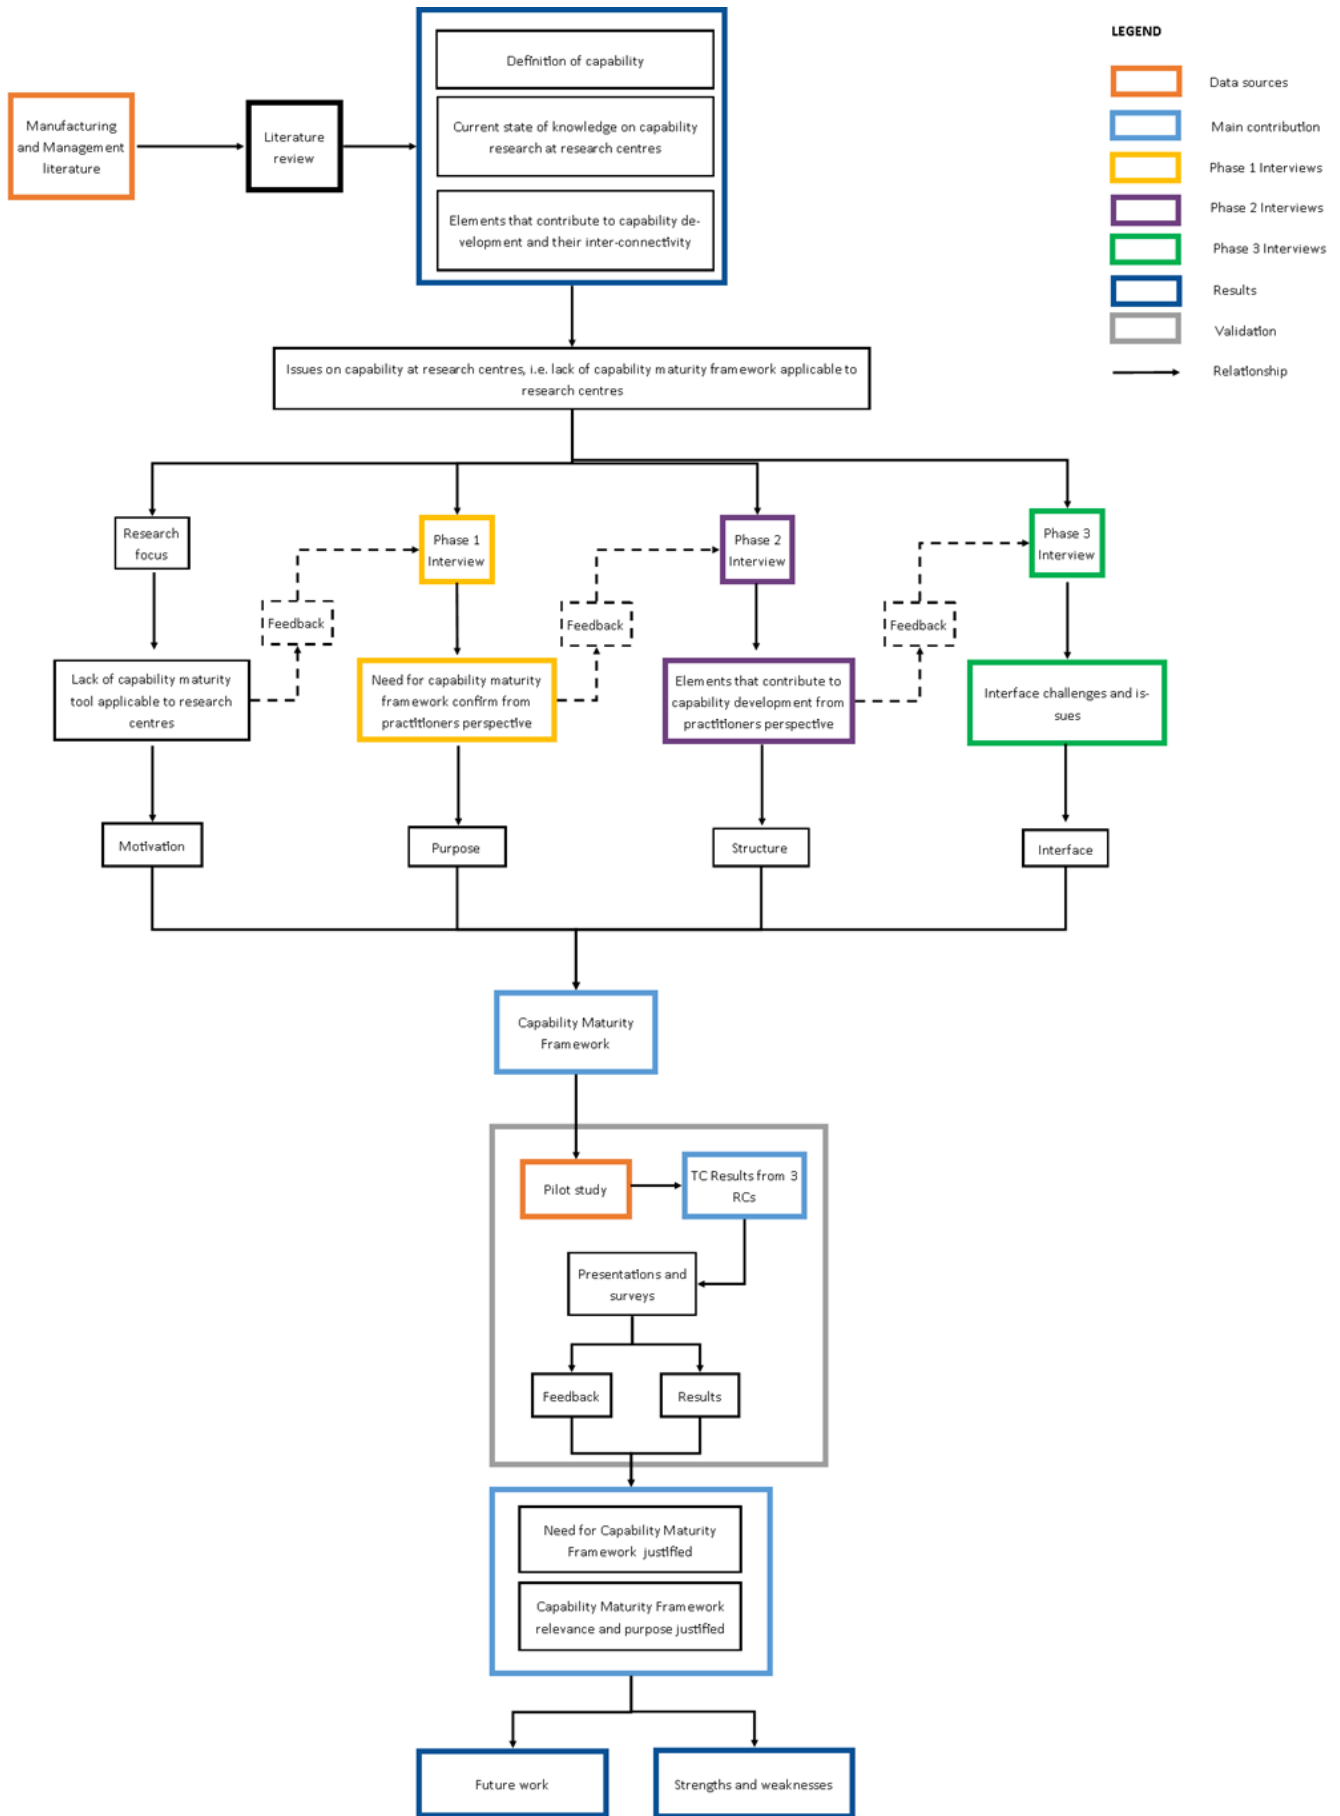 LEGEND
Data sources
Main contribution
Phase 1 Interviews
Phase 2 Interviews
Phase 3 Interviews
Results
Validation
Relationship
Manufacturing
and Management
literature
Literature
review
Definition of capability
Current state of knowledge on capability
research at research centres
Elements that contribute to capability de-
velopment and their inter-connectivity
Issues on capability at research centres, i.e. lack of capability maturity framework applicable to
research centres
Research
focus
Phase 1
Interview
Phase 2
Interview
Phase 3
Interview
Feedback
Feedback
Feedback
Lack of capability maturity
tool applicable to research
centres
Need for capability maturity
framework confirm from
practitioners perspective
Elements that contribute to
capability development from
practitioners perspective
Interface challenges and is-
sues
Motivation
Purpose
Structure
Interface
Capability Maturity
Framework
Pilot study
TC Results from 3
RCs
Presentations and
surveys
Feedback
Results
Need for Capability Maturity
Framework justified
Capability Maturity Framework
relevance and purpose justified
Future work
Strengths and weaknesses